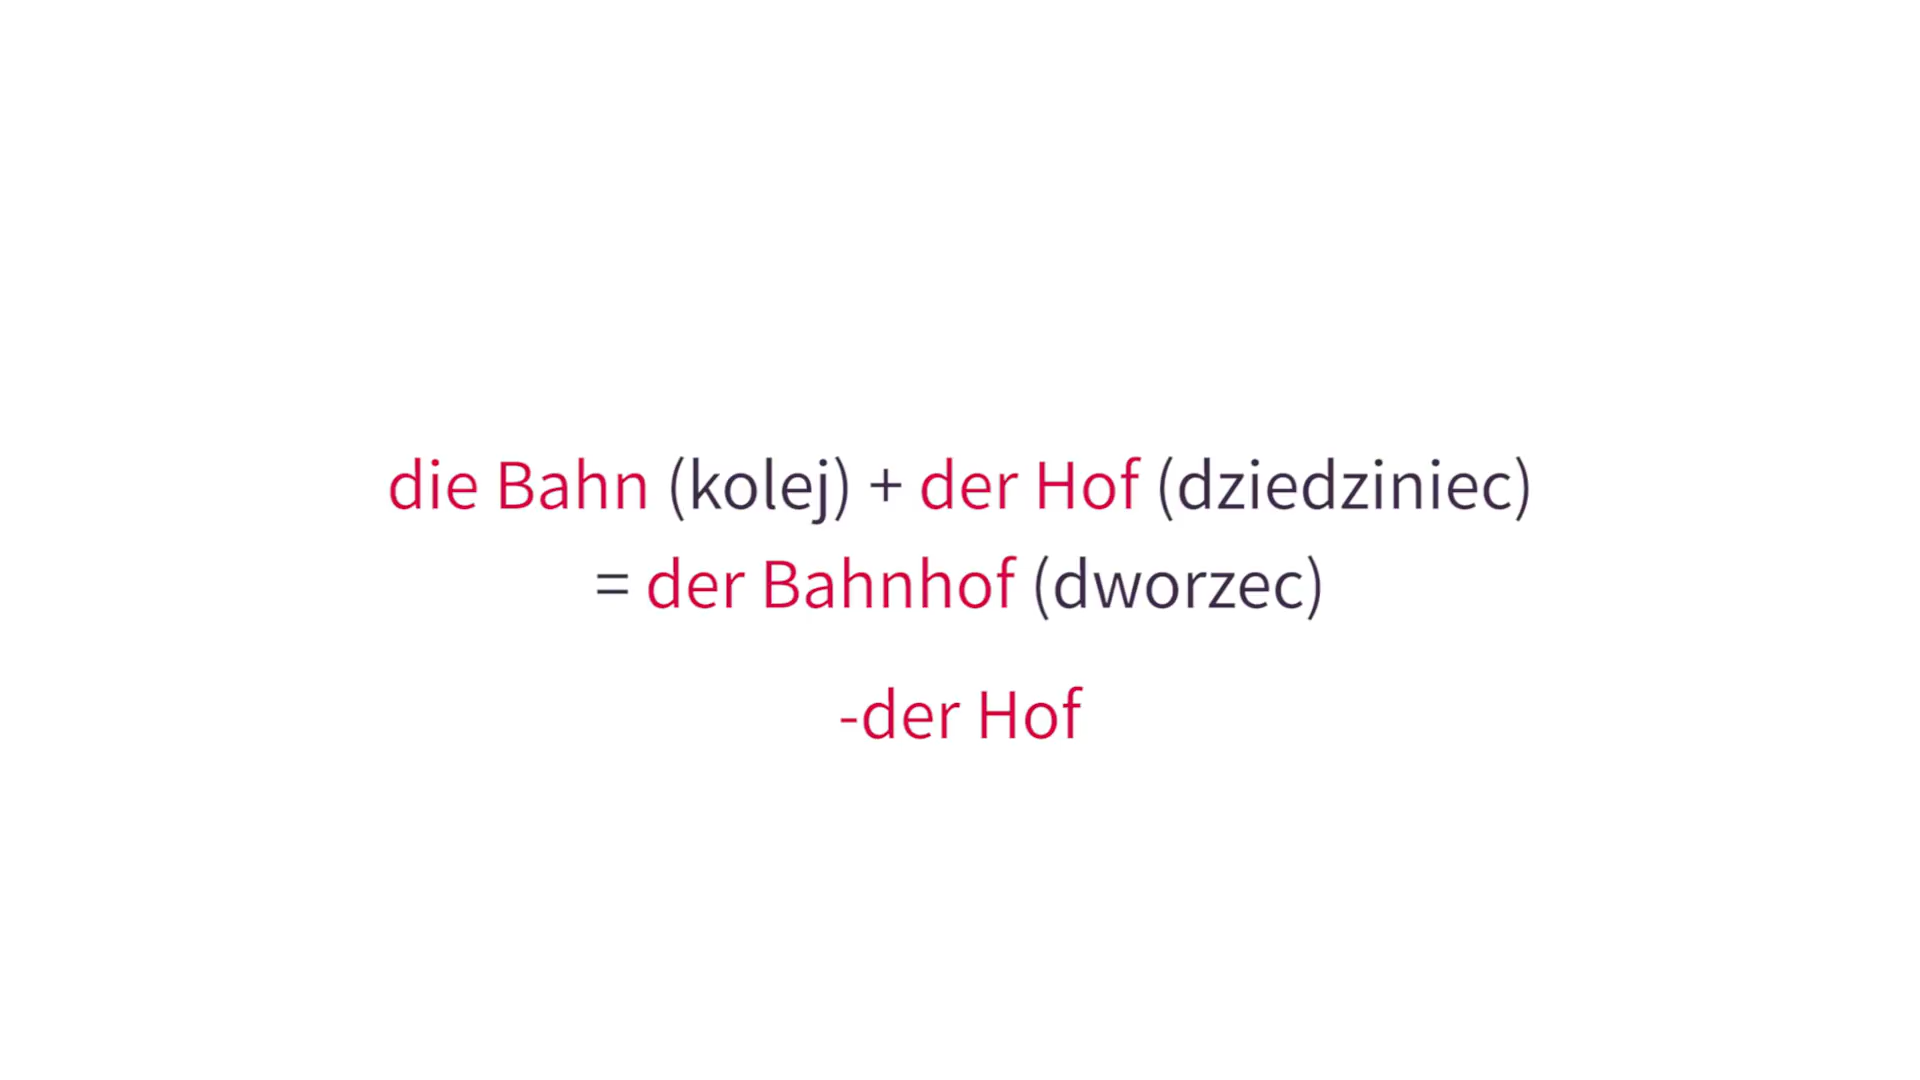 die Bahn (kolej) + der Hof (dziedziniec)
= der Bahnhof (dworzec)
-der Hof